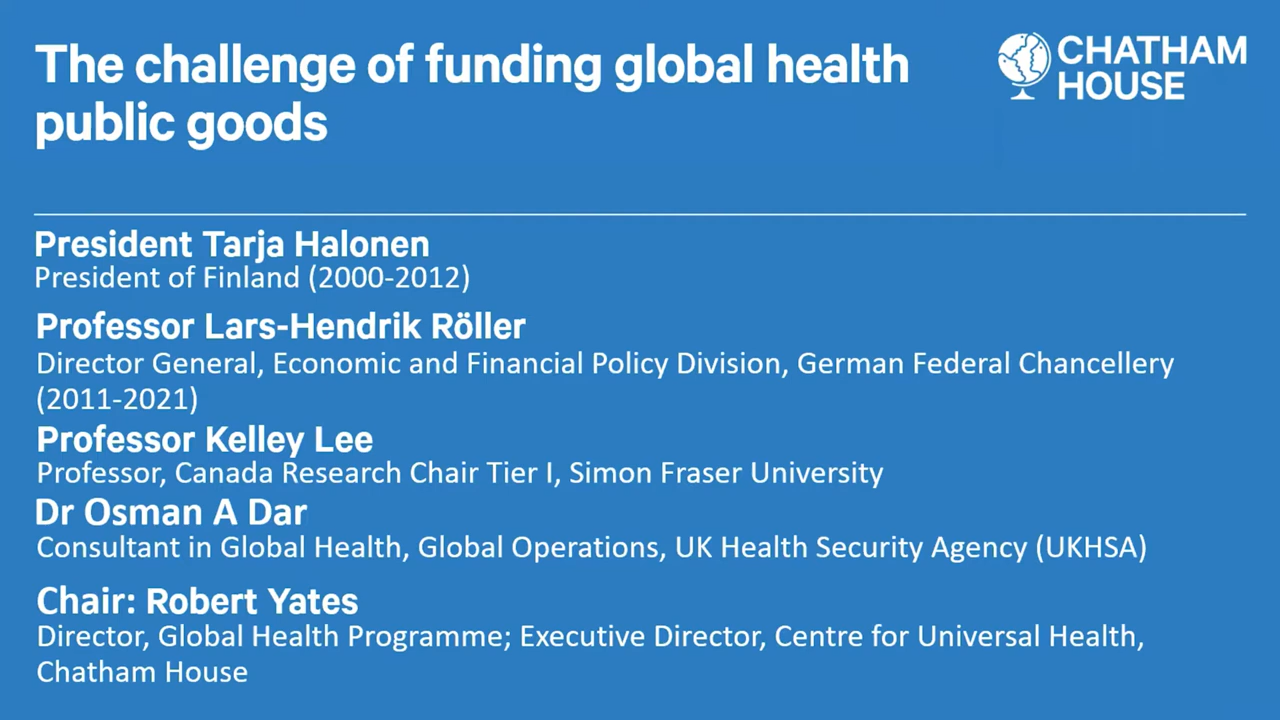 The challenge of funding global health
public goods
CHATHAM
HOUSE
President Tarja Halonen
President of Finland (2000-2012)
Professor Lars-Hendrik Röller
Director General, Economic and Financial Policy Division, German Federal Chancellery
(2011-2021)
Professor Kelley Lee
Professor, Canada Research Chair Tier I, Simon Fraser University
Dr Osman A Dar
Consultant in Global Health, Global Operations, UK Health Security Agency (UKHSA)
Chair: Robert Yates
Director, Global Health Programme; Executive Director, Centre for Universal Health,
Chatham House